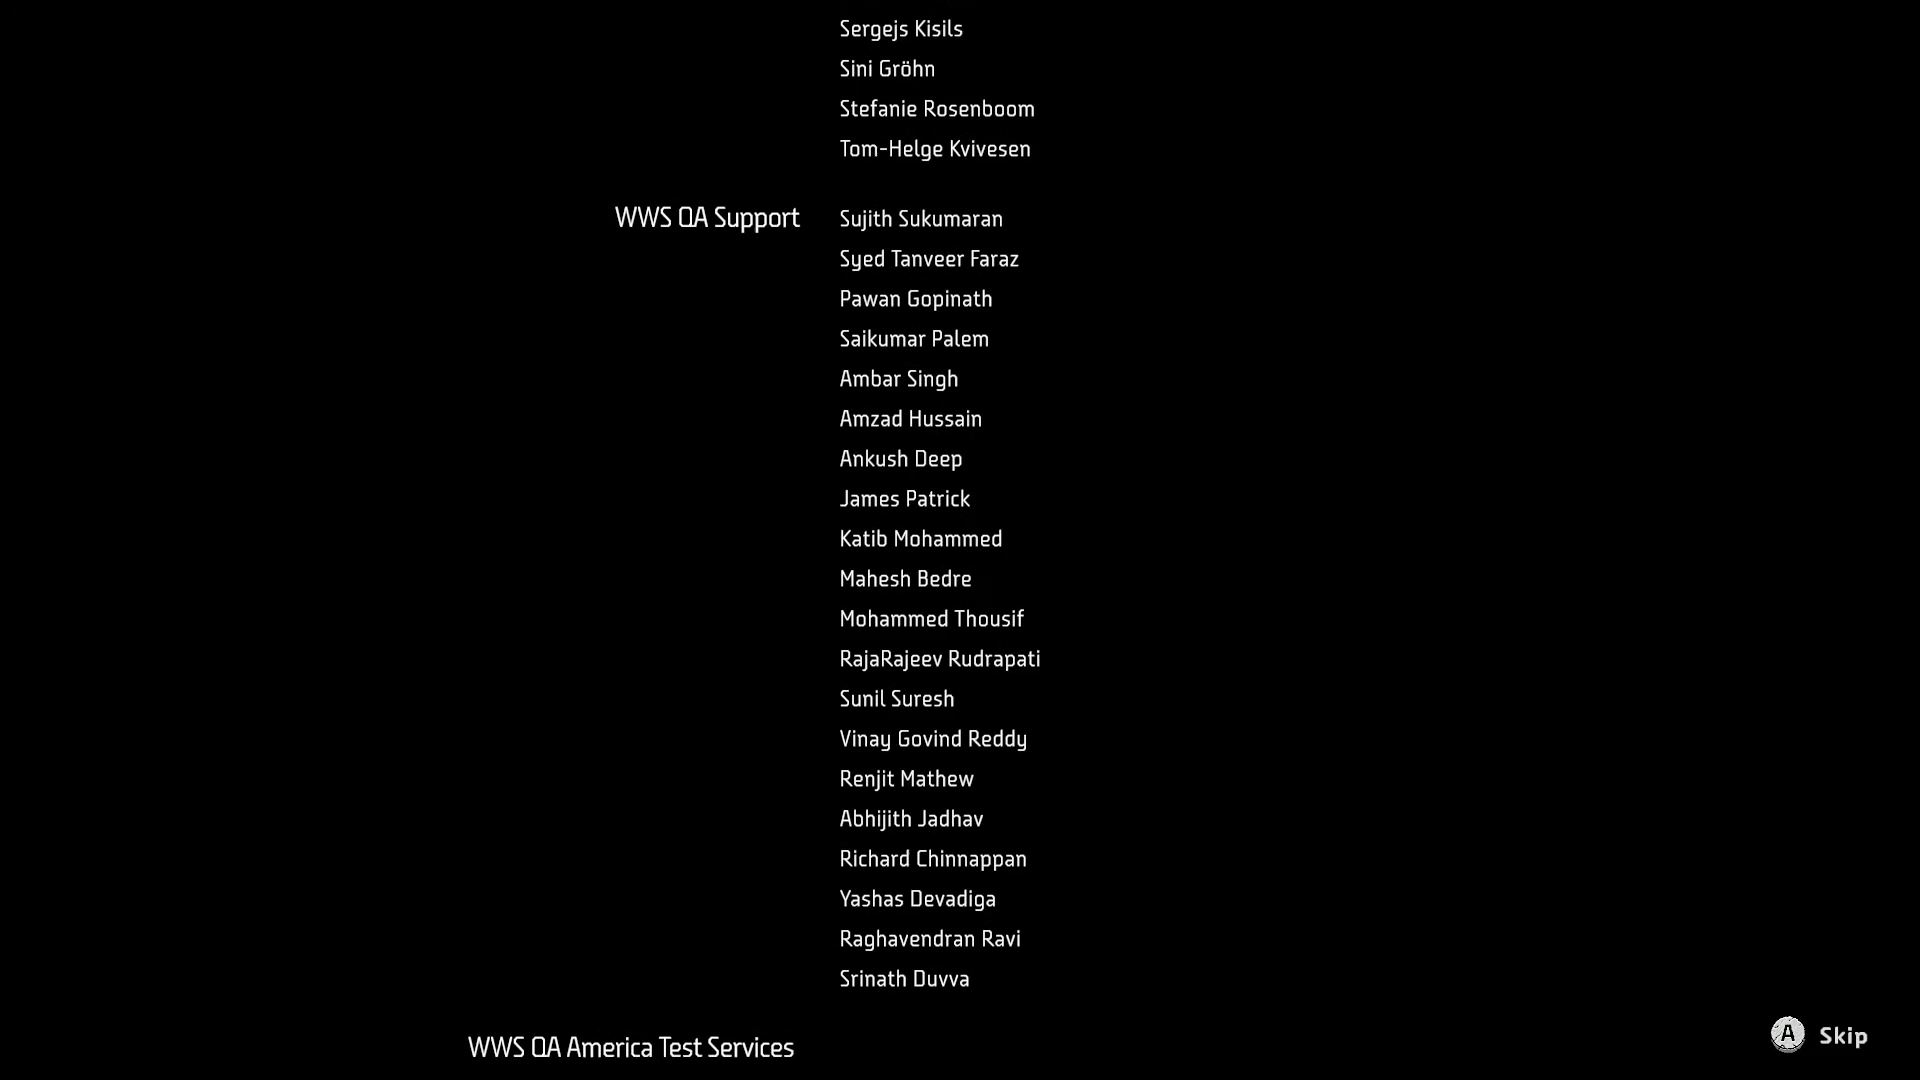 Sergejs Kisils
Sini Gröhn
Stefanie Rosenboom
Tom-Helge Kvivesen
WWS QA Support Sujith Sukumaran
Syed Tanveer Faraz
Pawan Gopinath
Saikumar Palem
Ambar Singh
Amzad Hussain
Ankush Deep
James Patrick
Katib Mohammed
Mahesh Bedre
Mohammed Thousif
RajaRajeev Rudrapati
Sunil Suresh
Vinay Govind Reddy
Renjit Mathew
Abhijith Jadhav
Richard Chinnappan
Yashas Devadiga
Raghavendran Ravi
Srinath Duvva
WWS QA America Test Services
A Skip